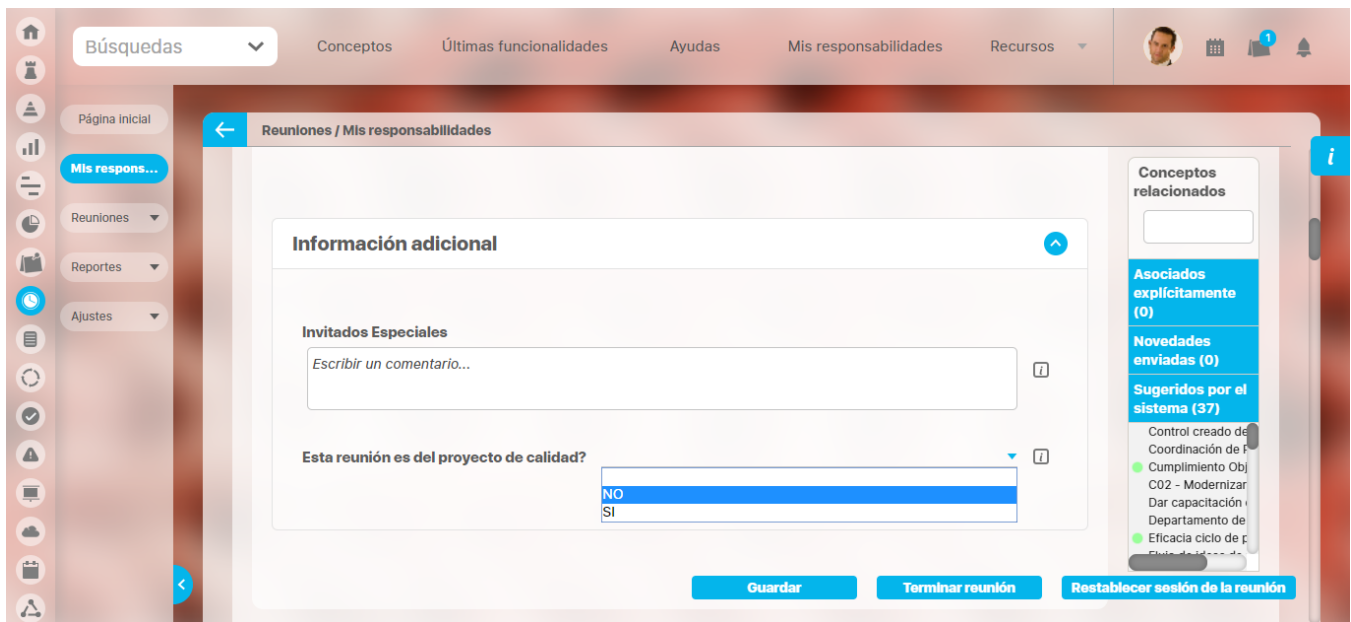 Búsquedas
Conceptos
Últimas funcionalidades
Ayudas
Mis responsabilidades
Recursos
1
Página inicial
Mis respons...
Reuniones
Reportes
Ajustes
Reuniones / Mis responsabilidades
i
Información adicional
Invitados Especiales
Escribir un comentario...
i
Esta reunión es del proyecto de calidad?
i
NO
SI
Guardar
Terminar reunión
Restablecer sesión de la reunión
Conceptos
relacionados
Asociados
explícitamente
(0)
Novedades
enviadas (0)
Sugeridos por el
sistema (37)
Control creado de
Coordinación de
Cumplimiento Obj
C02 - Modernizar
Dar capacitación
Departamento de
Eficacia ciclo de p